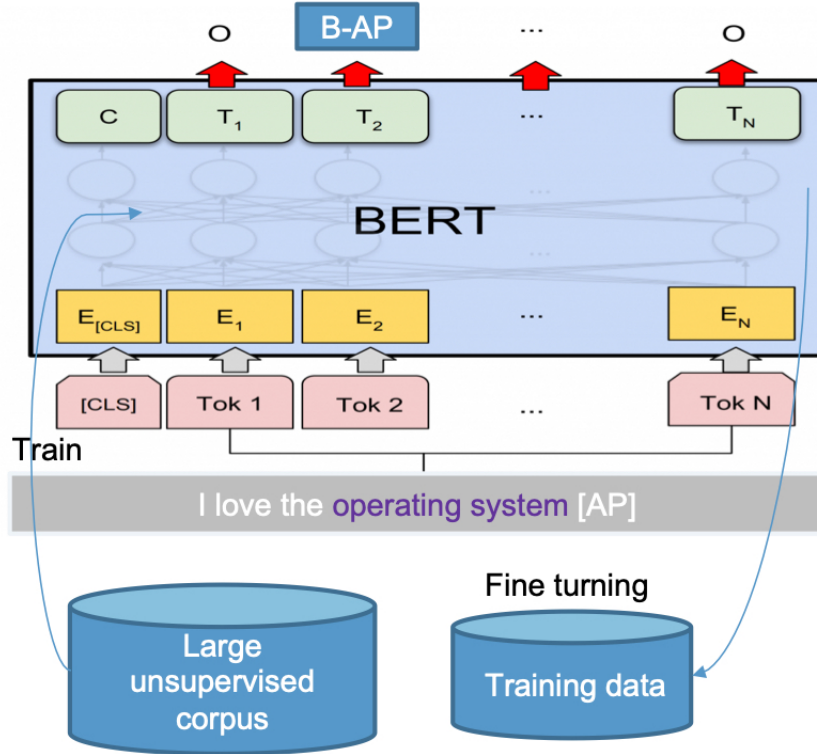 O B-AP ... O
C T1 T2 ... TN
...
BERT
...
E[CLS] E1 E2 ... EN
[CLS] Tok 1 Tok 2 ... Tok N
Train
I love the operating system [AP]
Fine turning
Large
unsupervised
corpus
Training data